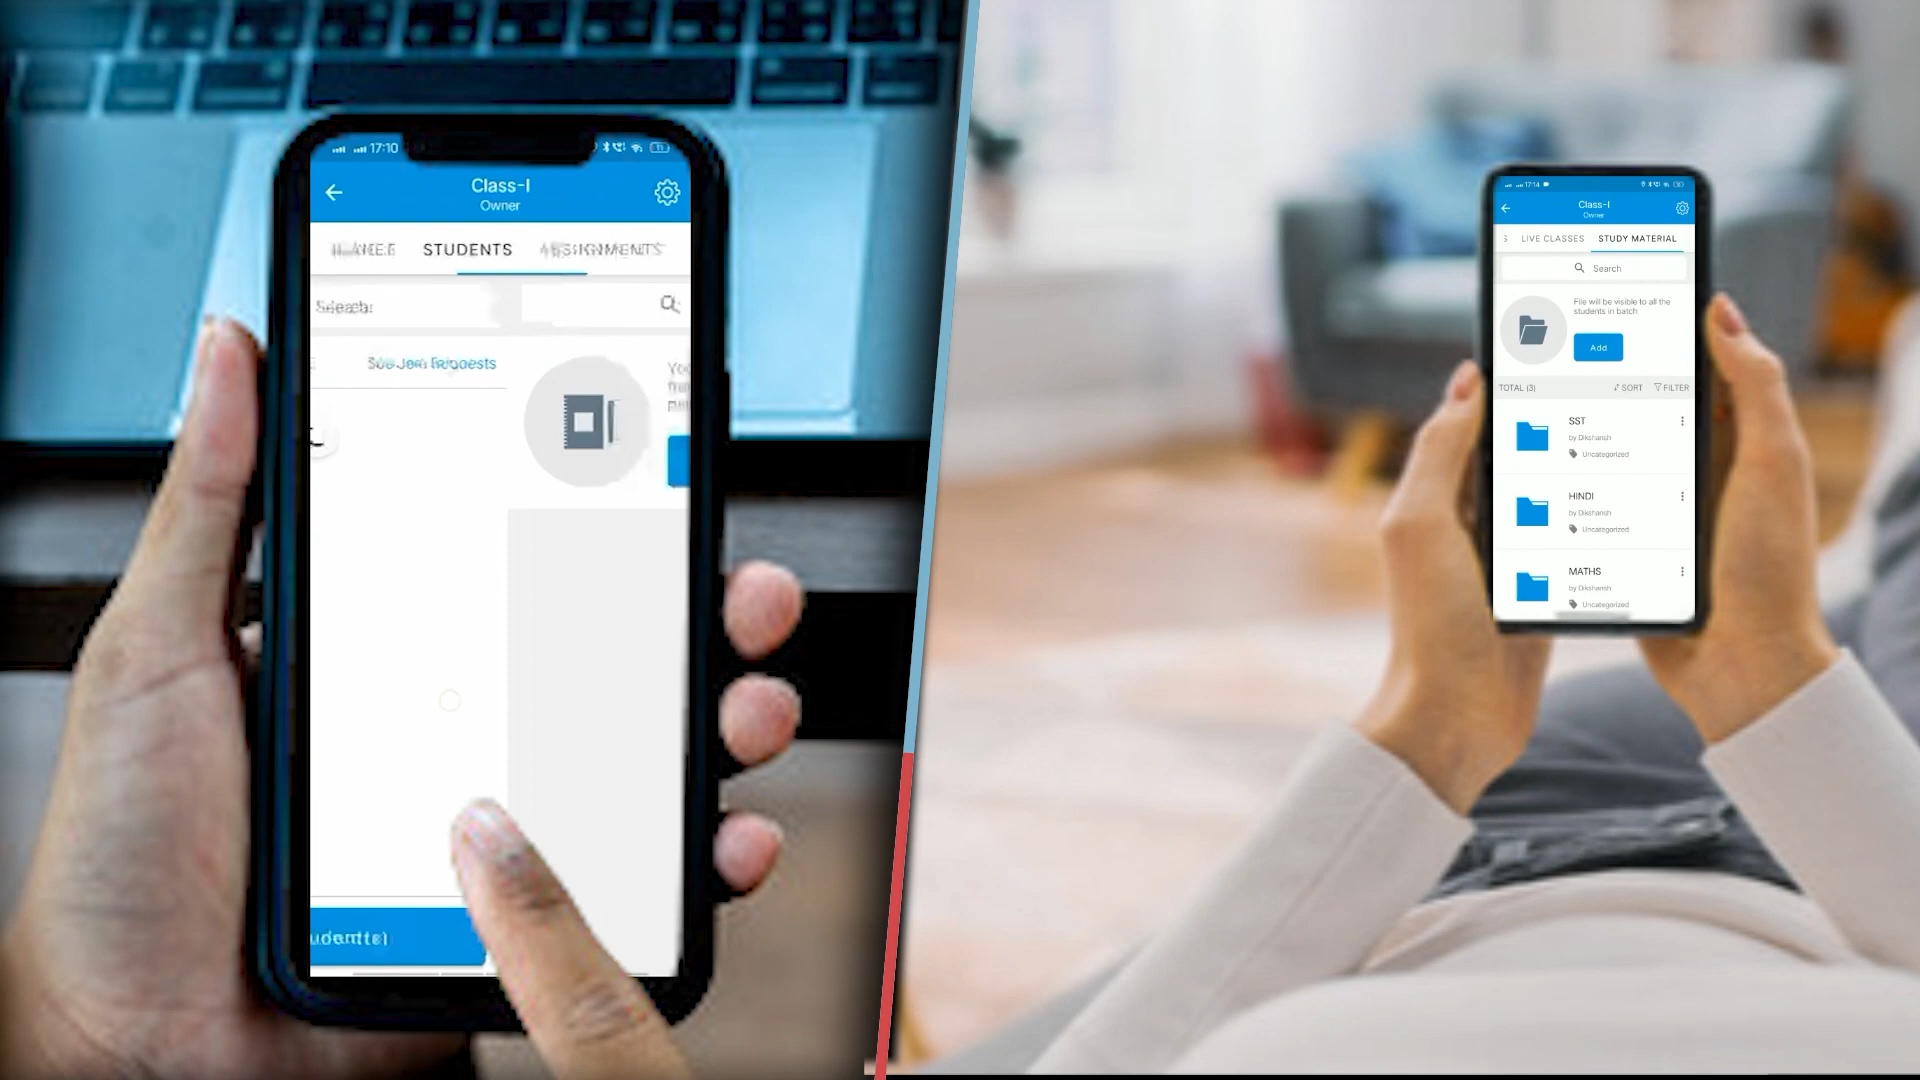 17:10
Class-I
Owner
STUDENTS
17:14
Class-I
Owner
S LIVE CLASSES STUDY MATERIAL
Search
File will be visible to all the
students in batch
Add
TOTAL (3) SORT FILTER
SST
by Dikshansh
Uncategorized
HINDI
by Dikshansh
Uncategorized
MATHS
by Dikshansh
Uncategorized